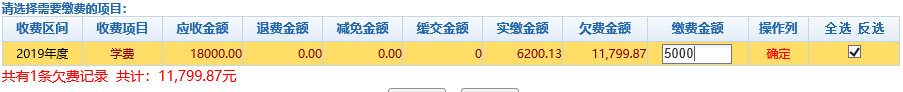 请选择需要缴费的项目：
收费区间 收费项目 应收金额 退费金额 减免金额 缓交金额 实缴金额 欠费金额 缴费金额 操作列 全选 反选
2019年度 学费 18000.00 0.00 0.00 0 6200.13 11,799.87 5000 确定
共有1条欠费记录 共计：11,799.87元